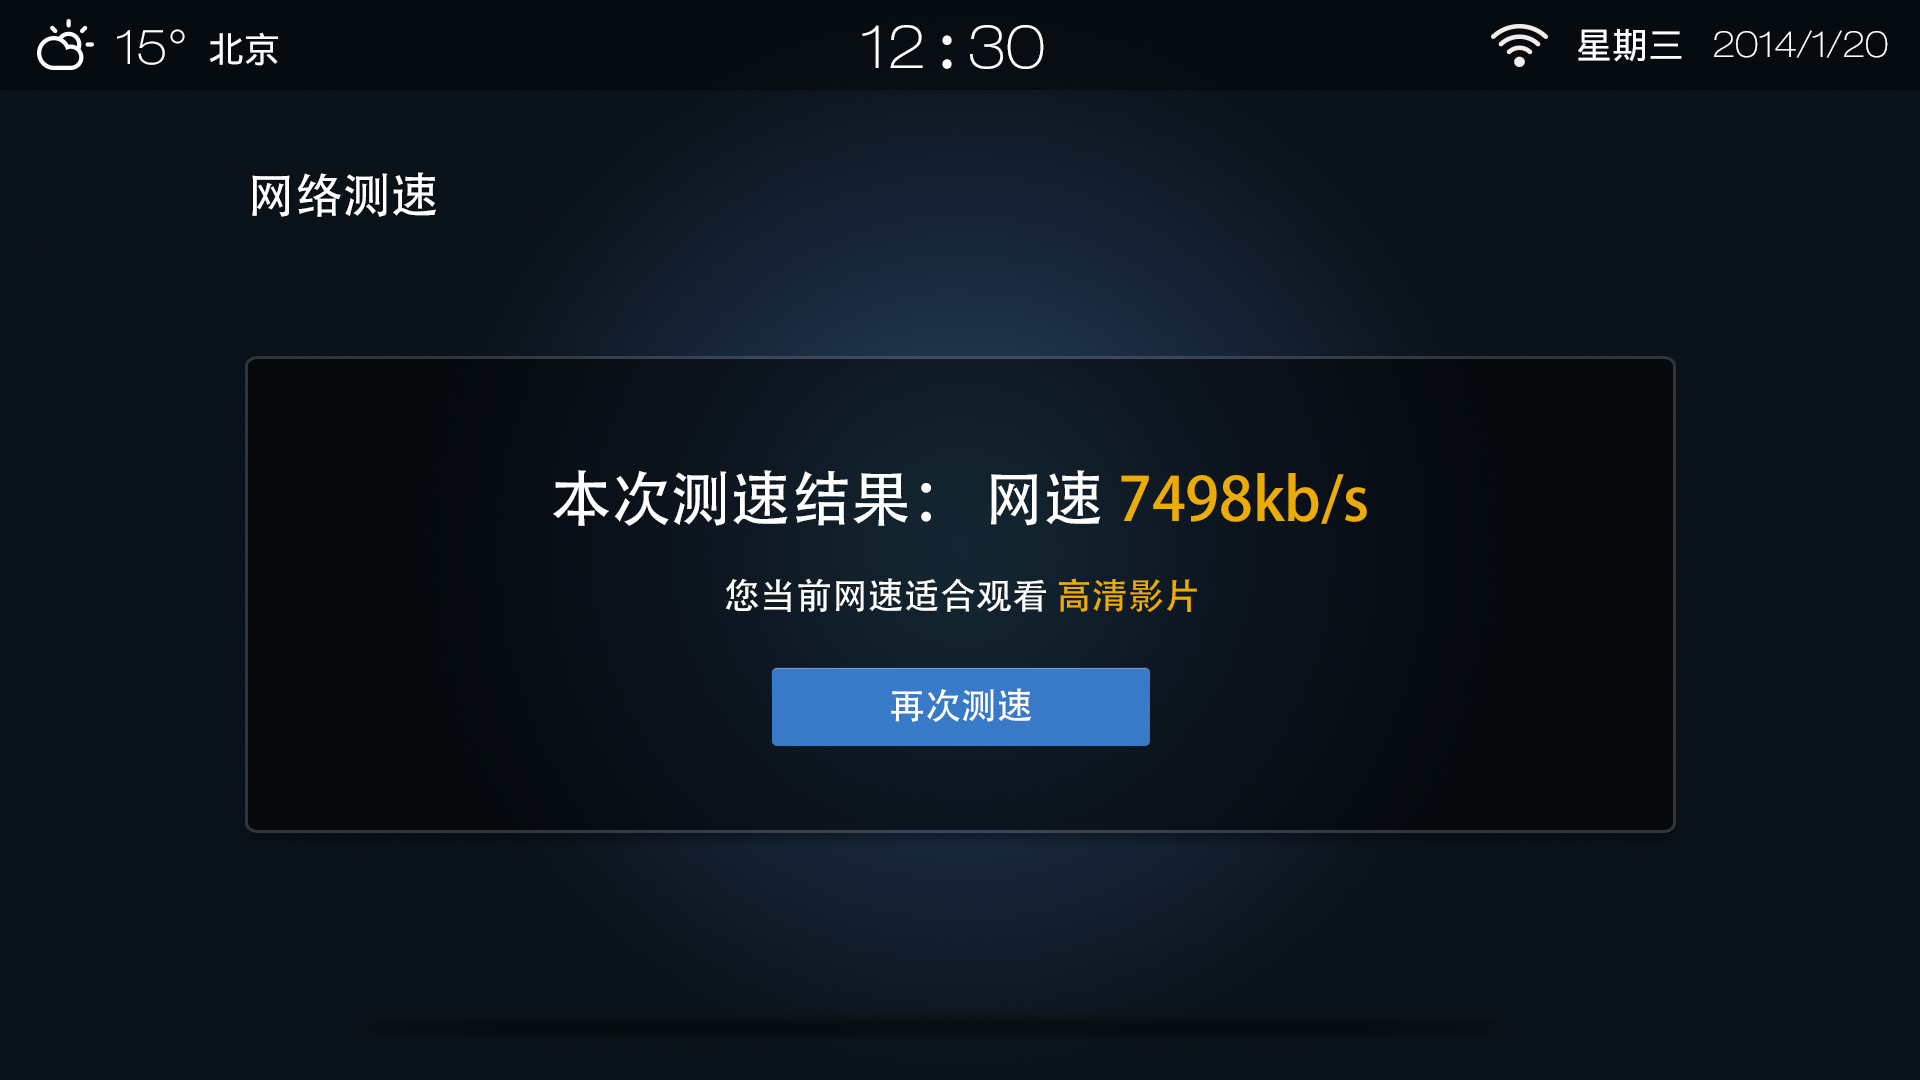 15° 北京
12:30
星期三 2014/1/20
网络测速
本次测速结果： 网速 7498kb/s
您当前网速适合观看 高清影片
再次测速